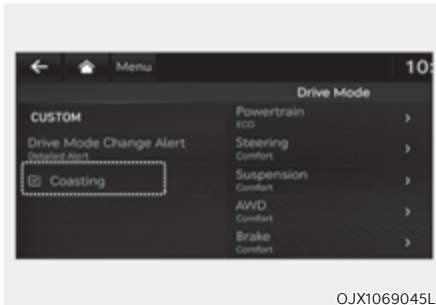 Menu
10:
Drive Mode
CUSTOM
Drive Mode Change Alert
Detailed Alert
Coasting
Powertrain
ECO
Steering
Comfort
Suspension
Comfort
AWD
Comfort
Brake
Comfort
OJX1069045L